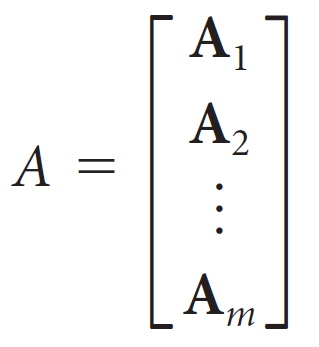 A = [
A₁
A₂
⋮
Aₘ
]